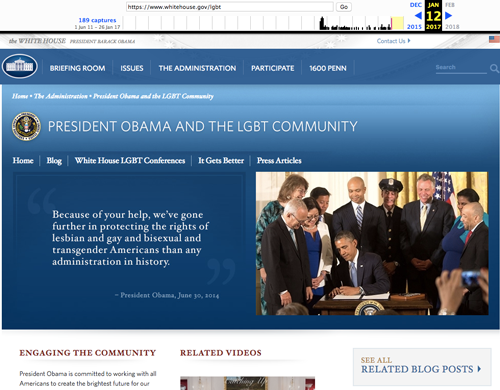 https://www.whitehouse.gov/lgbt Go
189 captures
1 Jun 11 - 26 Jan 17
DEC JAN FEB
12
2015 2017 2018
the WHITE HOUSE PRESIDENT BARACK OBAMA
Contact Us
BRIEFING ROOM ISSUES THE ADMINISTRATION PARTICIPATE 1600 PENN Search
Home • The Administration • President Obama and the LGBT Community
PRESIDENT OBAMA AND THE LGBT COMMUNITY
Home Blog White House LGBT Conferences It Gets Better Press Articles
Because of your help, we've gone
further in protecting the rights of
lesbian and gay and bisexual and
transgender Americans than any
administration in history.
– President Obama, June 30, 2014
ENGAGING THE COMMUNITY
President Obama is committed to working with all
Americans to create the brightest future for our
RELATED VIDEOS
Catching Up
SEE ALL
RELATED BLOG POSTS